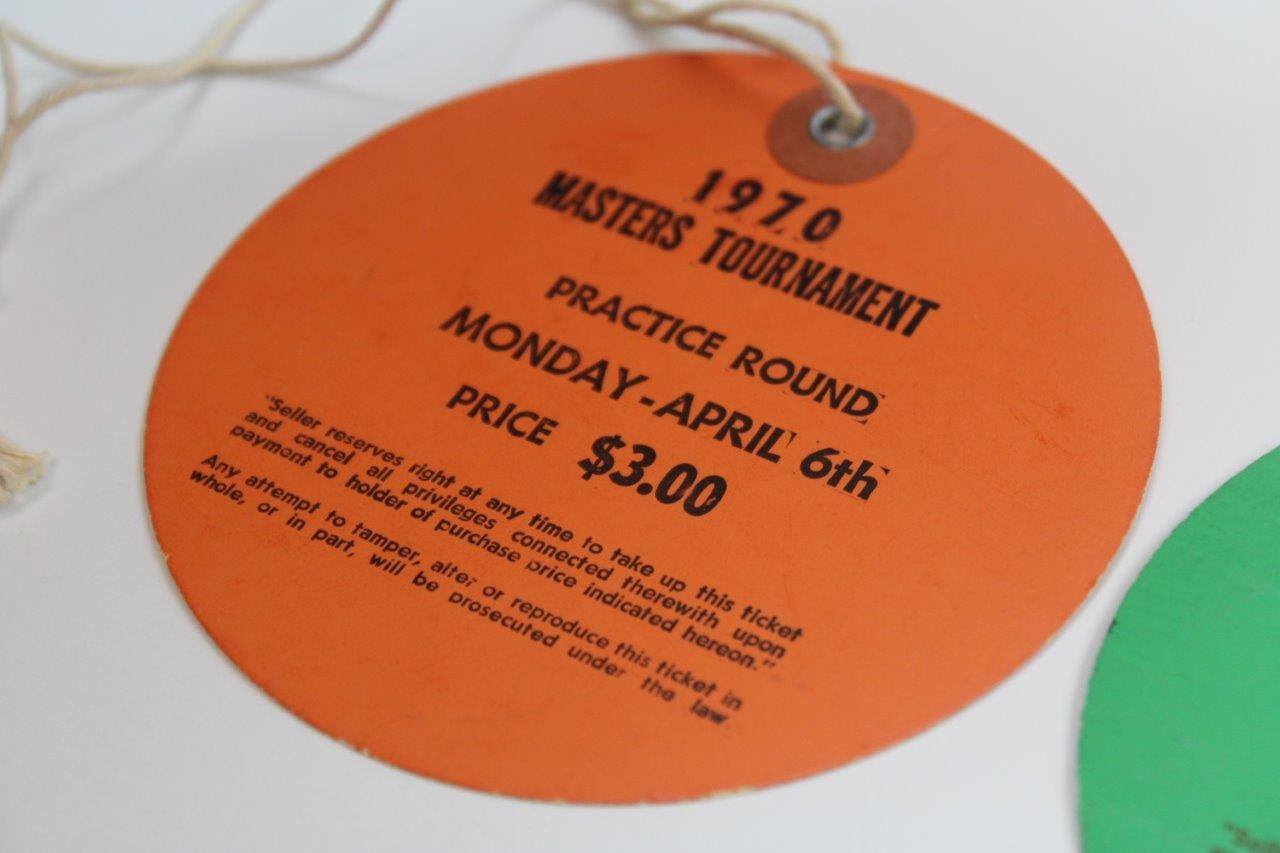 1970
MASTERS TOURNAMENT
PRACTICE ROUND
MONDAY-APRIL 6th
PRICE $3.00
"Seller reserves right at any time to take up this ticket
and cancel all privileges connected therewith upon
payment to holder of purchase price indicated hereon."
Any attempt to tamper, alter or reproduce this ticket in
whole, or in part, will be prosecuted under the law.